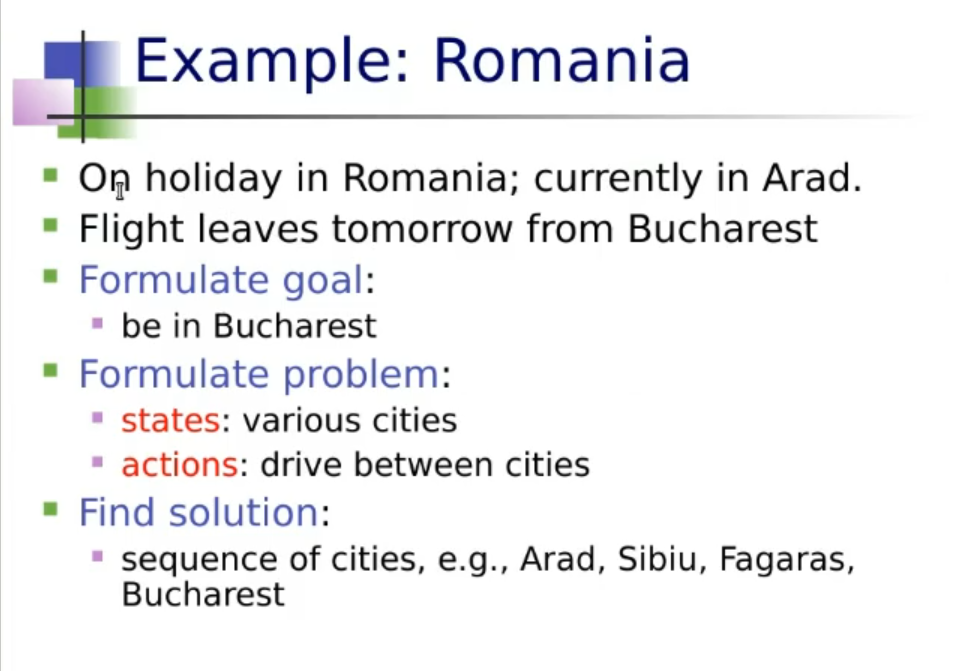 Example: Romania
On holiday in Romania; currently in Arad.
Flight leaves tomorrow from Bucharest
Formulate goal:
be in Bucharest
Formulate problem:
states: various cities
actions: drive between cities
Find solution:
sequence of cities, e.g., Arad, Sibiu, Fagaras,
Bucharest